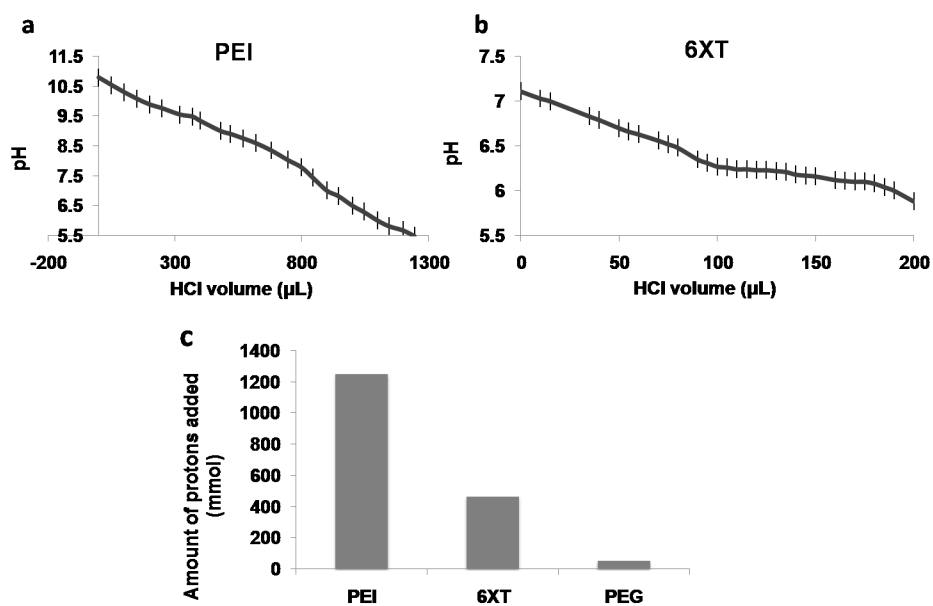 a
PEI
11.5
10.5
9.5
8.5
7.5
6.5
5.5
pH
-200 300 800 1300
HCl volume (µL)
b
6XT
7.5
7
6.5
6
5.5
pH
0 50 100 150 200
HCl volume (µL)
c
1400
1200
1000
800
600
400
200
0
Amount of protons added
(mmol)
PEI 6XT PEG